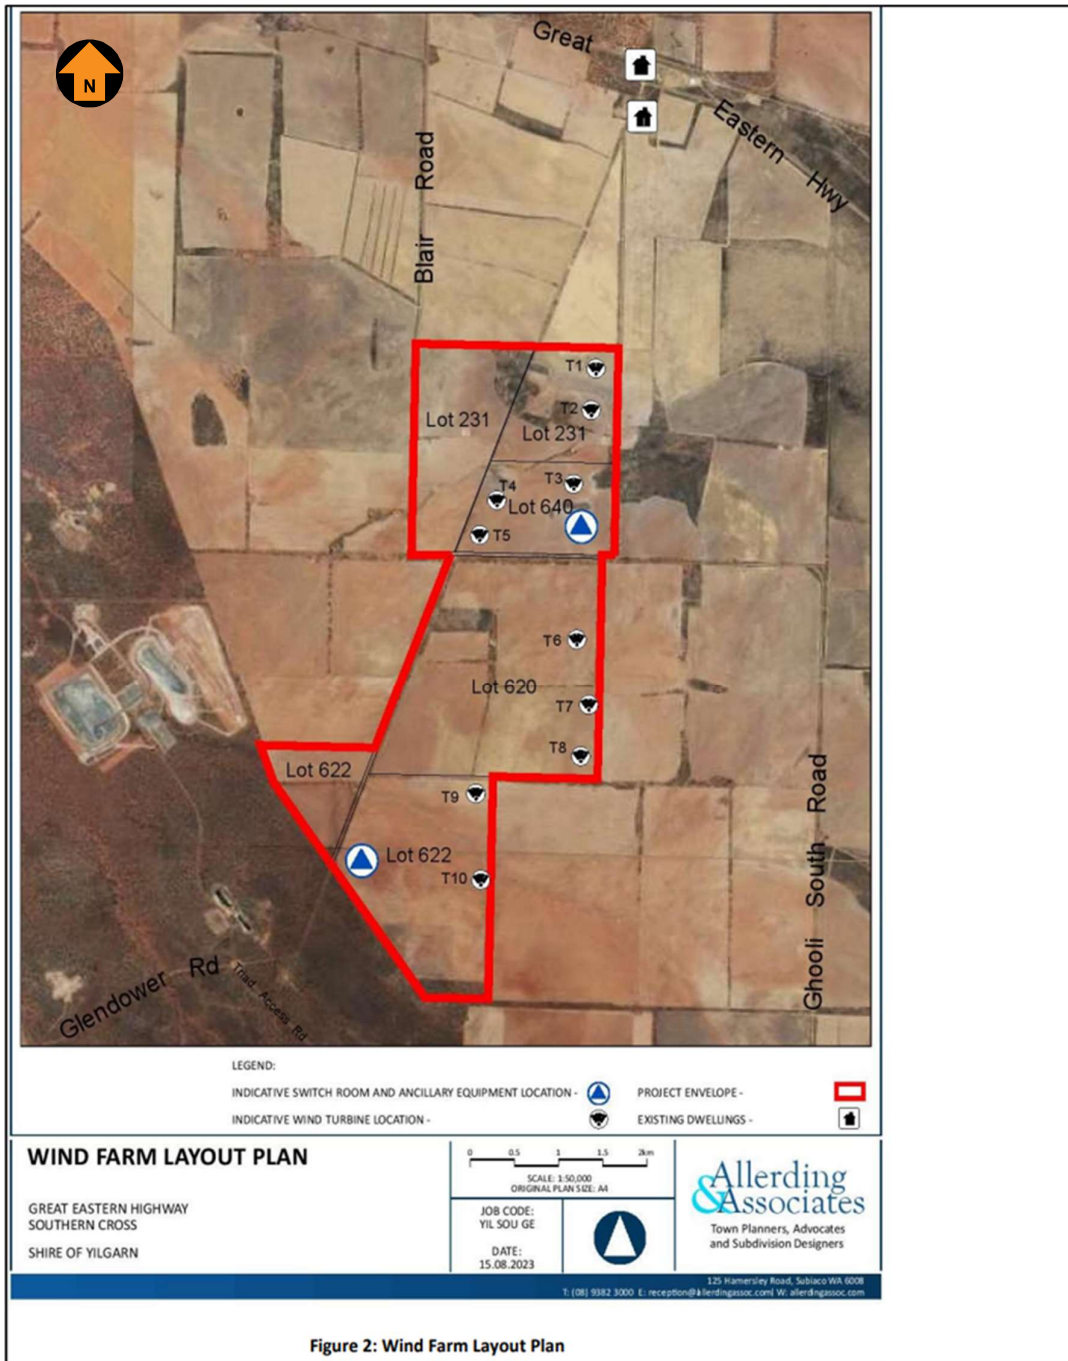 Great
Eastern
Hwy
N
Blair Road
T1
Lot 231
T2
Lot 231
T3
T4
Lot 640
T5
T6
Lot 620
T7
T8
Lot 622
T9
Lot 622
T10
Ghooli South Road
Glendower Rd
Triad Access Rd
LEGEND:
INDICATIVE SWITCH ROOM AND ANCILLARY EQUIPMENT LOCATION -
PROJECT ENVELOPE -
INDICATIVE WIND TURBINE LOCATION -
EXISTING DWELLINGS -
WIND FARM LAYOUT PLAN
GREAT EASTERN HIGHWAY
SOUTHERN CROSS
SHIRE OF YILGARN
0 0.5 1 1.5 2km
SCALE: 1:50,000
ORIGINAL PLAN SIZE: A4
JOB CODE:
YIL SOU GE
DATE:
15.08.2023
Allerding
& Associates
Town Planners, Advocates
and Subdivision Designers
125 Hamersley Road, Subiaco WA 6008
T: (08) 9382 3000 E: reception@allerdingassoc.com W: allerdingassoc.com
Figure 2: Wind Farm Layout Plan